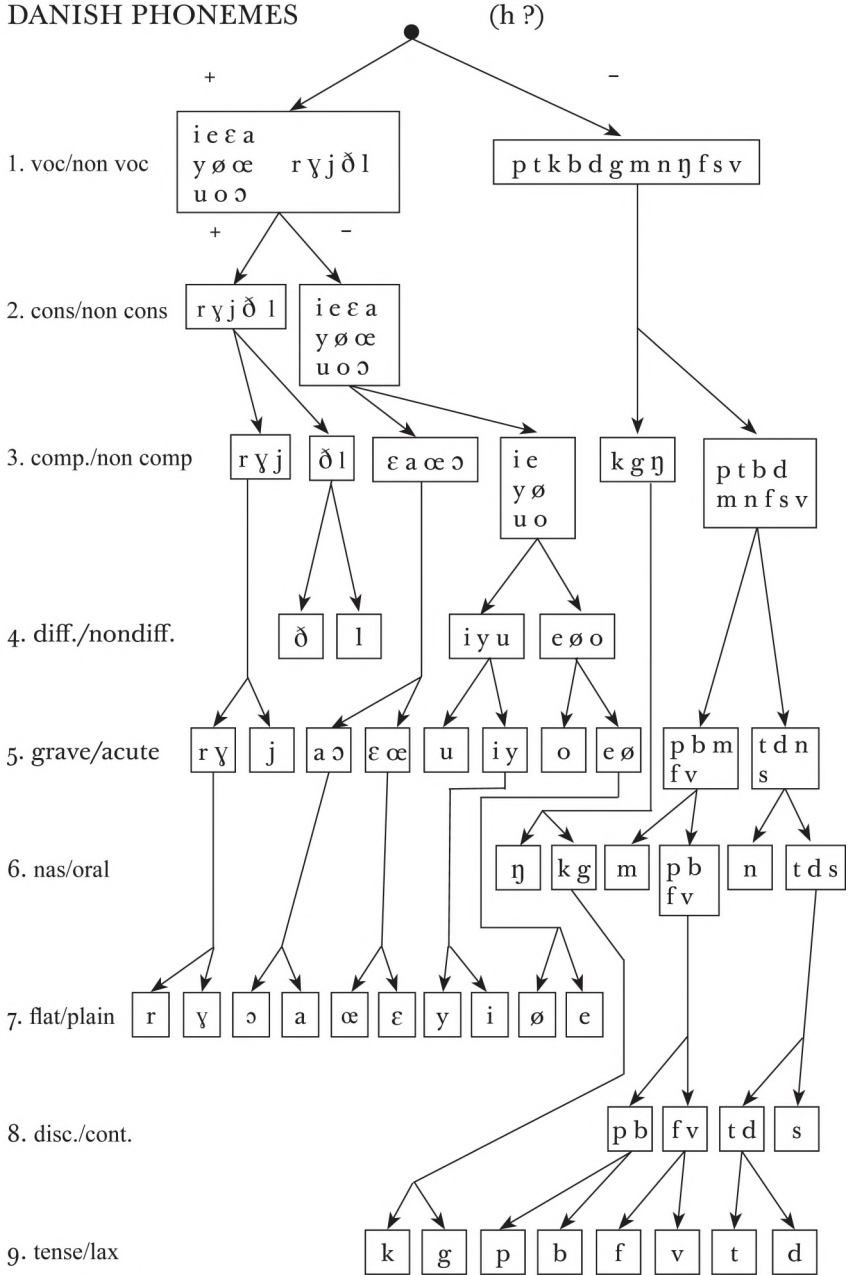 DANISH PHONEMES (h ?)
+ −
1. voc/non voc
i e ɛ a
y ø œ r ɣ j ð l
u o ɔ
p t k b d g m n ŋ f s v
+ −
2. cons/non cons
r ɣ j ð l
i e ɛ a
y ø œ
u o ɔ
3. comp./non comp
r ɣ j
ð l
ɛ a œ ɔ
i e
y ø
u o
k g ŋ
p t b d
m n f s v
4. diff./nondiff.
ð
l
i y u
e ø o
5. grave/acute
r ɣ
j
a ɔ
ɛ œ
u
i y
o
e ø
p b m
f v
t d n
s
6. nas/oral
ŋ
k g
m
p b
f v
n
t d s
7. flat/plain
r
ɣ
ɔ
a
œ
ɛ
y
i
ø
e
8. disc./cont.
p b
f v
t d
s
9. tense/lax
k
g
p
b
f
v
t
d